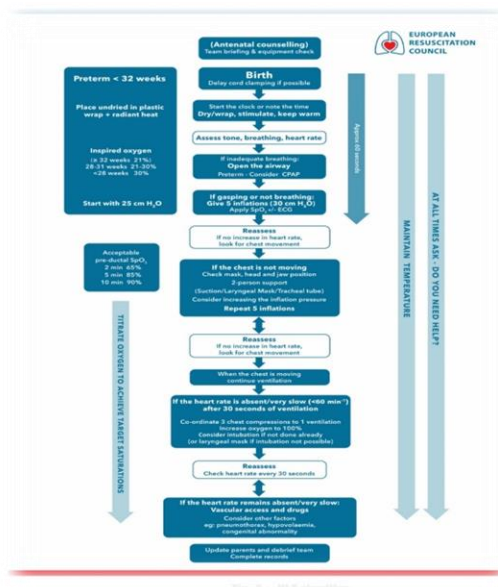 EUROPEAN
RESUSCITATION
COUNCIL
(Antenatal counselling)
Team briefing & equipment check
Preterm < 32 weeks
Place undried in plastic
wrap + radiant heat
Inspired oxygen
(≥ 32 weeks 21%)
28-31 weeks 21-30%
<28 weeks 30%
Start with 25 cm H₂O
Acceptable
pre-ductal SpO₂
2 min 65%
5 min 85%
10 min 90%
TITRATE OXYGEN TO ACHIEVE TARGET SATURATIONS
Birth
Delay cord clamping if possible
Start the clock or note the time
Dry/wrap, stimulate, keep warm
Assess tone, breathing, heart rate
If inadequate breathing:
Open the airway
Preterm - Consider CPAP
If gasping or not breathing:
Give 5 inflations (30 cm H₂O)
Apply SpO₂ +/- ECG
Reassess
If no increase in heart rate,
look for chest movement
If the chest is not moving
Check mask, head and jaw position
2-person support
(Suction/Laryngeal Mask/Tracheal tube)
Consider increasing the inflation pressure
Repeat 5 inflations
Reassess
If no increase in heart rate,
look for chest movement
When the chest is moving
continue ventilation
If the heart rate is absent/very slow (<60 min⁻¹)
after 30 seconds of ventilation
Co-ordinate 3 chest compressions to 1 ventilation
Increase oxygen to 100%
Consider intubation if not done already
(or laryngeal mask if intubation not possible)
Reassess
Check heart rate every 30 seconds
If the heart rate remains absent/very slow:
Vascular access and drugs
Consider other factors
eg: pneumothorax, hypovolaemia,
congenital abnormality
Update parents and debrief team
Complete records
Approx 60 seconds
MAINTAIN TEMPERATURE
AT ALL TIMES ASK - DO YOU NEED HELP?